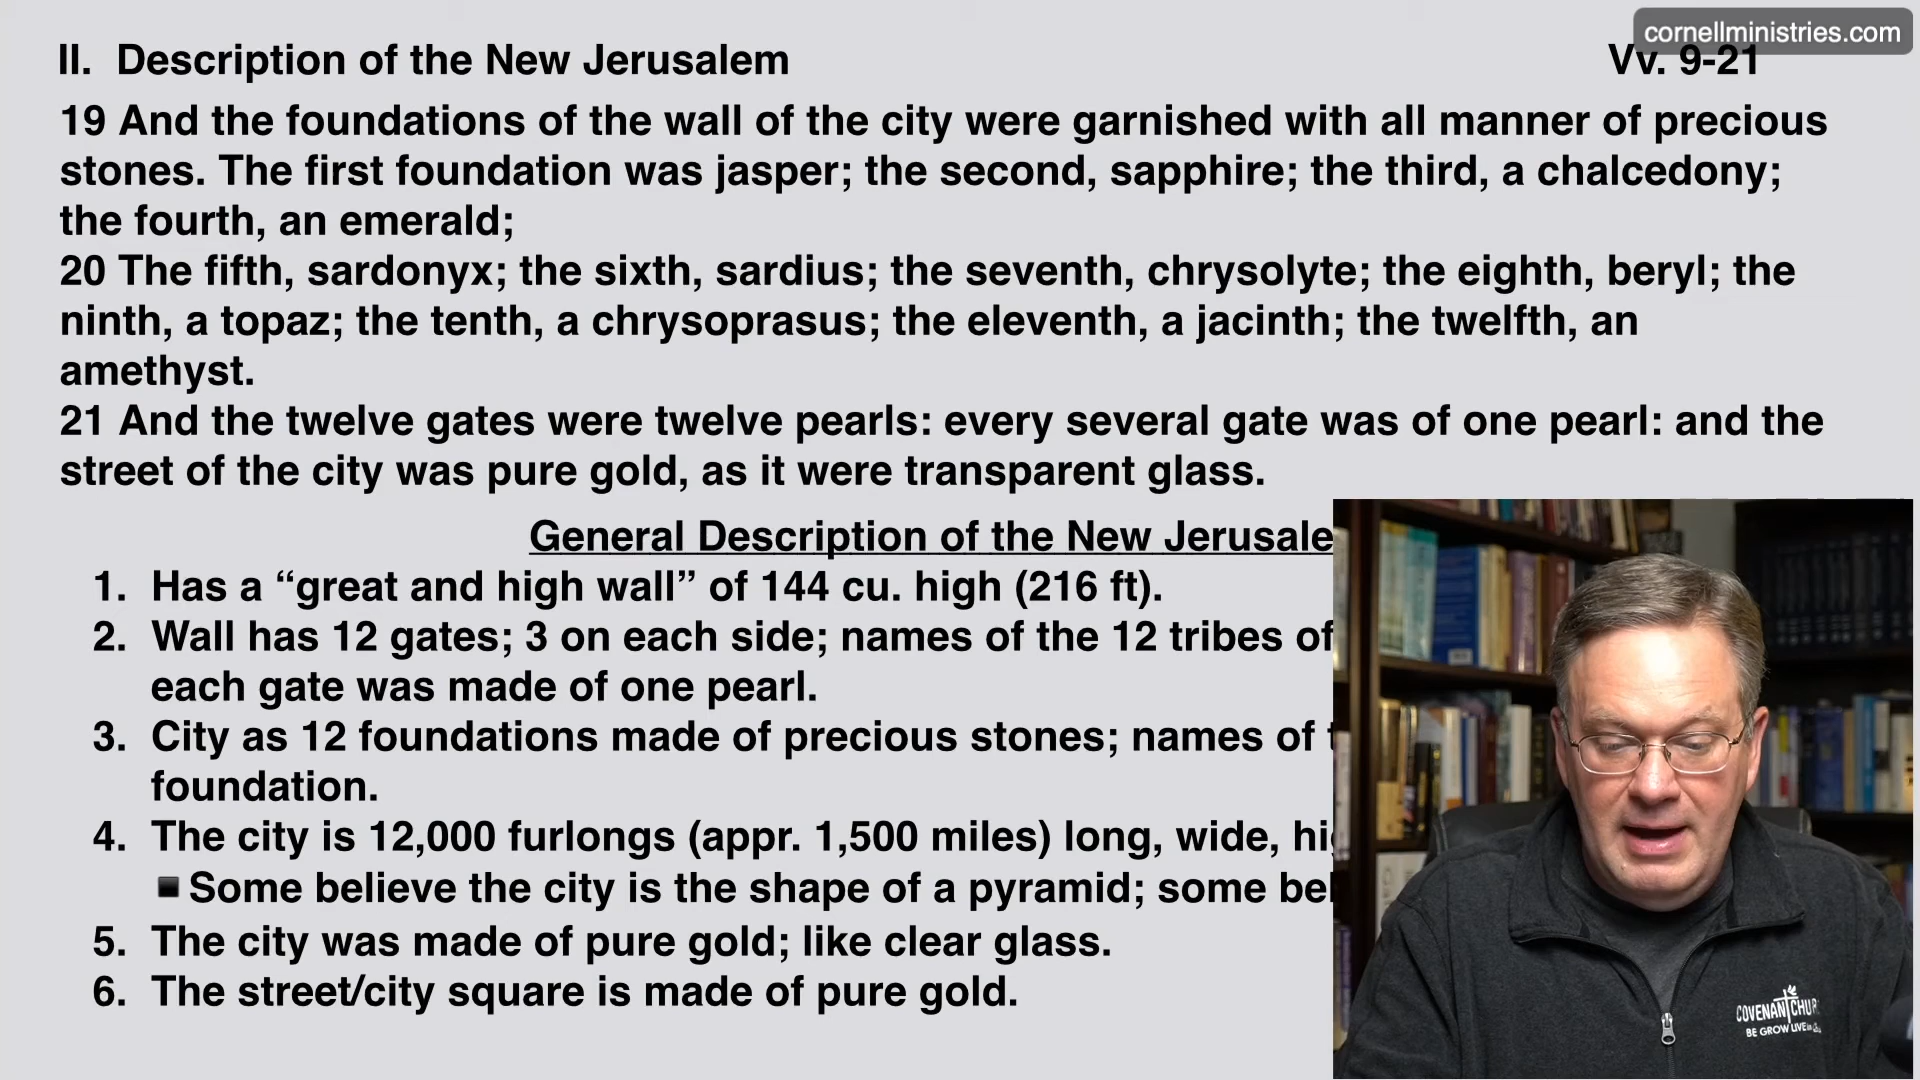 cornellministries.com
II. Description of the New Jerusalem Vv. 9-21
19 And the foundations of the wall of the city were garnished with all manner of precious
stones. The first foundation was jasper; the second, sapphire; the third, a chalcedony;
the fourth, an emerald;
20 The fifth, sardonyx; the sixth, sardius; the seventh, chrysolyte; the eighth, beryl; the
ninth, a topaz; the tenth, a chrysoprasus; the eleventh, a jacinth; the twelfth, an
amethyst.
21 And the twelve gates were twelve pearls: every several gate was of one pearl: and the
street of the city was pure gold, as it were transparent glass.
General Description of the New Jerusale
1. Has a “great and high wall” of 144 cu. high (216 ft).
2. Wall has 12 gates; 3 on each side; names of the 12 tribes of
each gate was made of one pearl.
3. City as 12 foundations made of precious stones; names of
foundation.
4. The city is 12,000 furlongs (appr. 1,500 miles) long, wide,
Some believe the city is the shape of a pyramid; some
5. The city was made of pure gold; like clear glass.
6. The street/city square is made of pure gold.
COVENANT CHUR
BE GROW LIVE